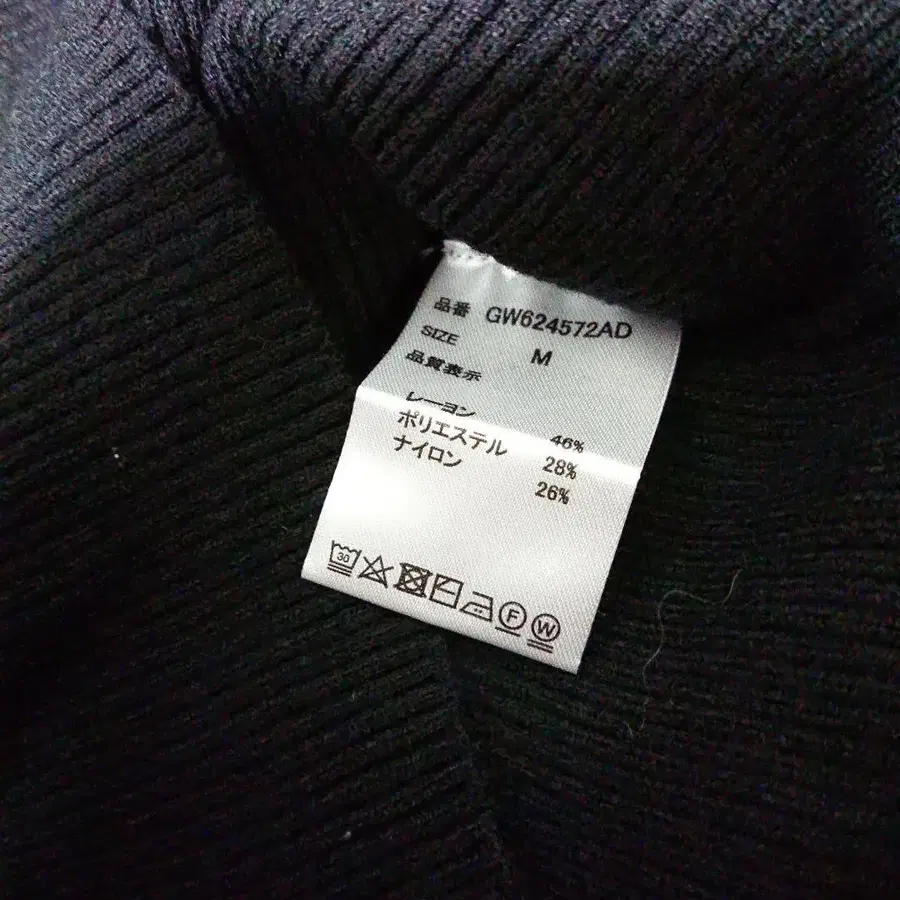 品番 GW624572AD
SIZE M
品質表示
レーヨン 46%
ポリエステル 28%
ナイロン 26%
30 F W